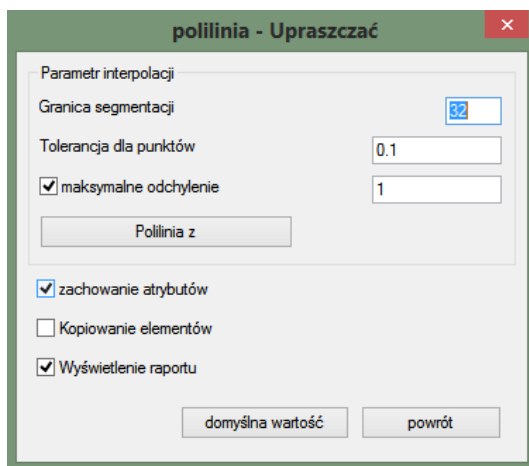 polilinia - Upraszczać
Parametr interpolacji
Granica segmentacji 32
Tolerancja dla punktów 0.1
maksymalne odchylenie 1
Polilinia z
zachowanie atrybutów
Kopiowanie elementów
Wyświetlenie raportu
domyślna wartość powrót